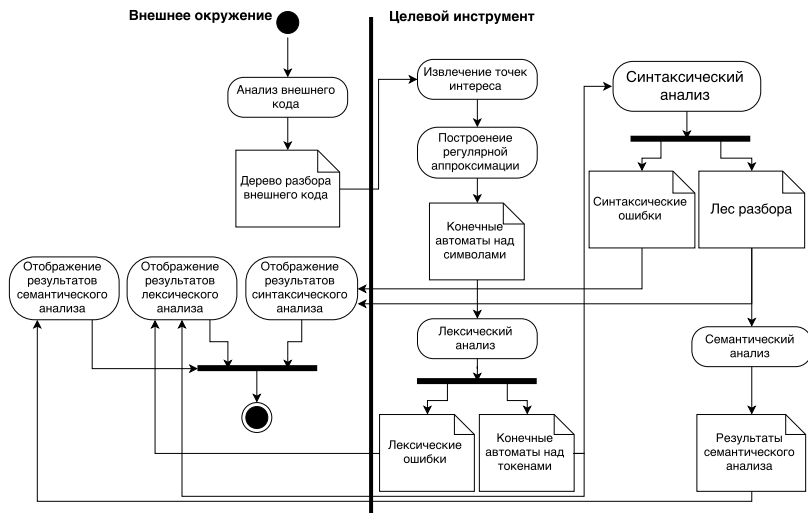 Внешнее окружение
Целевой инструмент
Анализ внешнего
кода
Дерево разбора
внешнего кода
Извлечение точек
интереса
Построенеие
регулярной
аппроксимации
Конечные
автоматы над
символами
Синтаксический
анализ
Синтаксические
ошибки
Лес разбора
Отображение
результатов
семантического
анализа
Отображение
результатов
лексического
анализа
Отображение
результатов
синтаксического
анализа
Лексический
анализ
Семантический
анализ
Лексические
ошибки
Конечные
автоматы над
токенами
Результаты
семантического
анализа